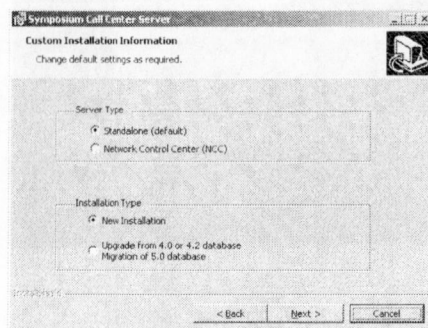 Symposium Call Center Server
Custom Installation Information
Change default settings as required.
Server Type
Standalone (default)
Network Control Center (NCC)
Installation Type
New Installation
Upgrade from 4.0 or 4.2 database
Migration of 5.0 database
InstallShield
< Back
Next >
Cancel